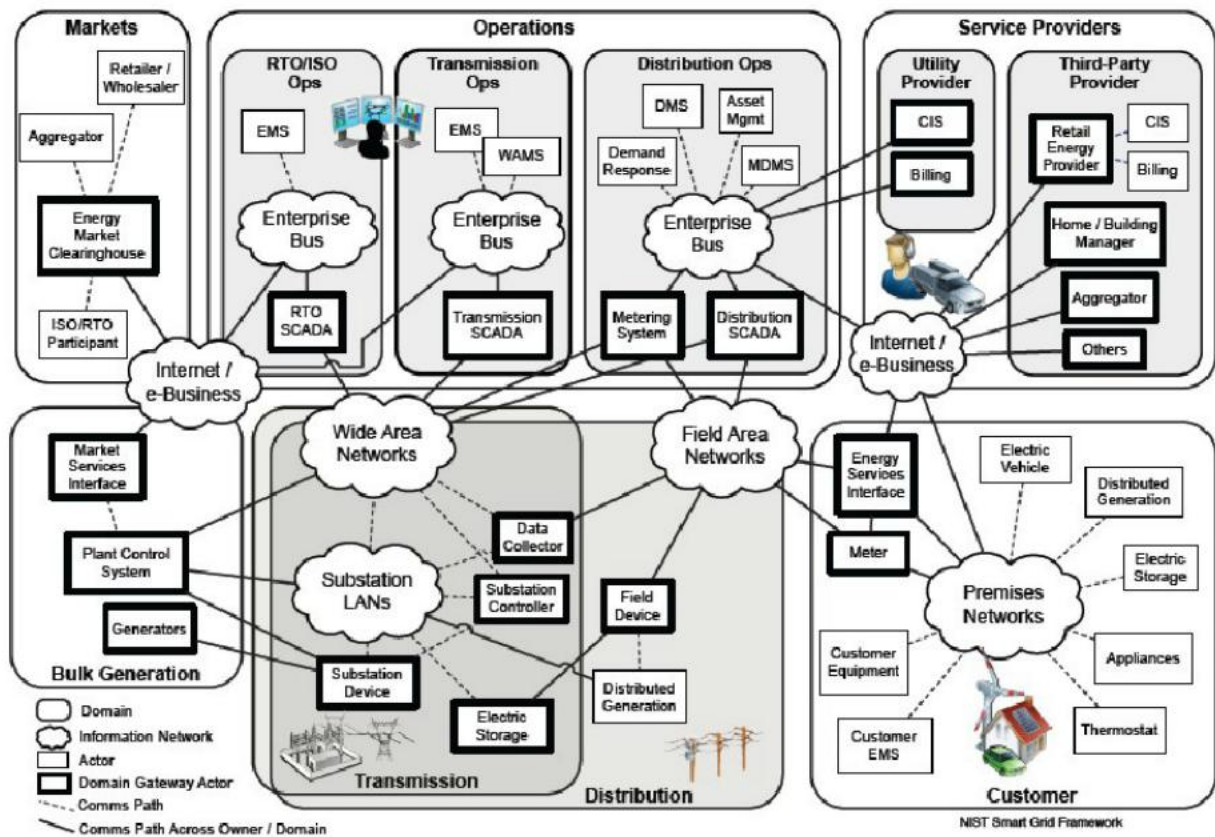 Markets
Retailer /
Wholesaler
Aggregator
Energy
Market
Clearinghouse
ISO/RTO
Participant
Operations
RTO/ISO
Ops
EMS
Enterprise
Bus
RTO
SCADA
Transmission
Ops
EMS
WAMS
Enterprise
Bus
Transmission
SCADA
Distribution Ops
DMS
Asset
Mgmt
Demand
Response
MDMS
Enterprise
Bus
Metering
System
Distribution
SCADA
Service Providers
Utility
Provider
CIS
Billing
Third-Party
Provider
Retail
Energy
Provider
CIS
Billing
Home / Building
Manager
Aggregator
Others
Internet /
e-Business
Internet /
e-Business
Market
Services
Interface
Plant Control
System
Generators
Bulk Generation
Wide Area
Networks
Field Area
Networks
Data
Collector
Substation
LANs
Substation
Controller
Field
Device
Substation
Device
Electric
Storage
Distributed
Generation
Transmission
Distribution
Energy
Services
Interface
Meter
Electric
Vehicle
Distributed
Generation
Electric
Storage
Premises
Networks
Customer
Equipment
Appliances
Customer
EMS
Thermostat
Customer
Domain
Information Network
Actor
Domain Gateway Actor
Comms Path
Comms Path Across Owner / Domain
NIST Smart Grid Framework